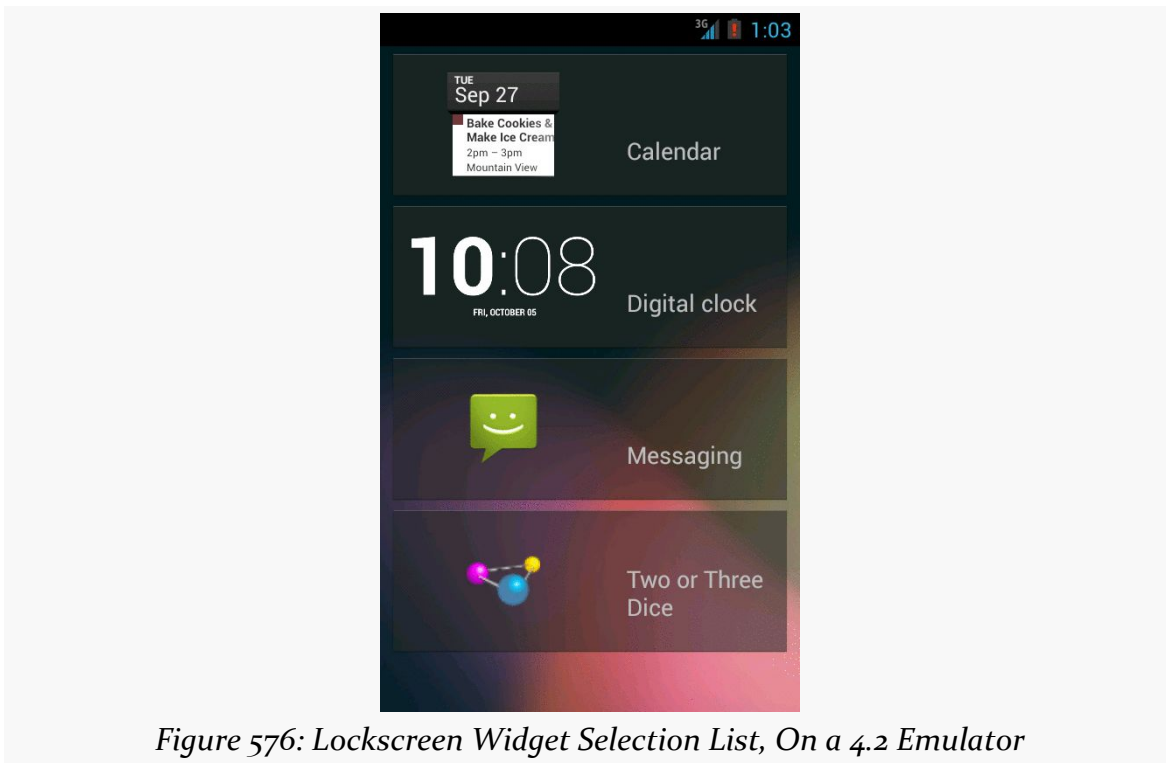 3G
1:03
TUE
Sep 27
Bake Cookies &
Make Ice Cream
2pm – 3pm
Mountain View
Calendar
10:08
FRI, OCTOBER 05
Digital clock
Messaging
Two or Three
Dice
Figure 576: Lockscreen Widget Selection List, On a 4.2 Emulator